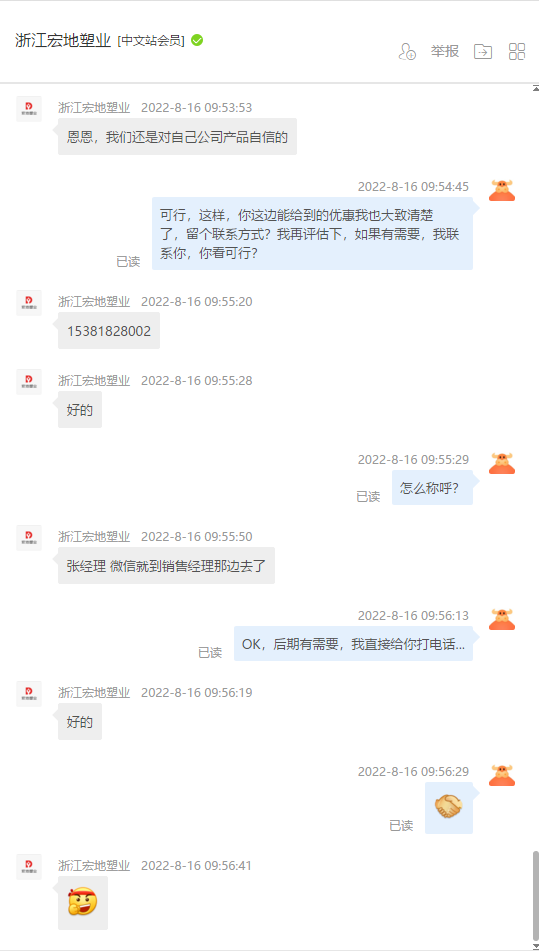 浙江宏地塑业 [中文站会员]
举报
浙江宏地塑业 2022-8-16 09:53:53
恩恩，我们还是对自己公司产品自信的
2022-8-16 09:54:45
可行，这样，你这边能给到的优惠我也大致清楚
了，留个联系方式？我再评估下，如果有需要，我联
系你，你看可行？
已读
浙江宏地塑业 2022-8-16 09:55:20
15381828002
浙江宏地塑业 2022-8-16 09:55:28
好的
2022-8-16 09:55:29
怎么称呼？
已读
浙江宏地塑业 2022-8-16 09:55:50
张经理 微信就到销售经理那边去了
2022-8-16 09:56:13
OK，后期有需要，我直接给你打电话...
已读
浙江宏地塑业 2022-8-16 09:56:19
好的
2022-8-16 09:56:29
已读
浙江宏地塑业 2022-8-16 09:56:41